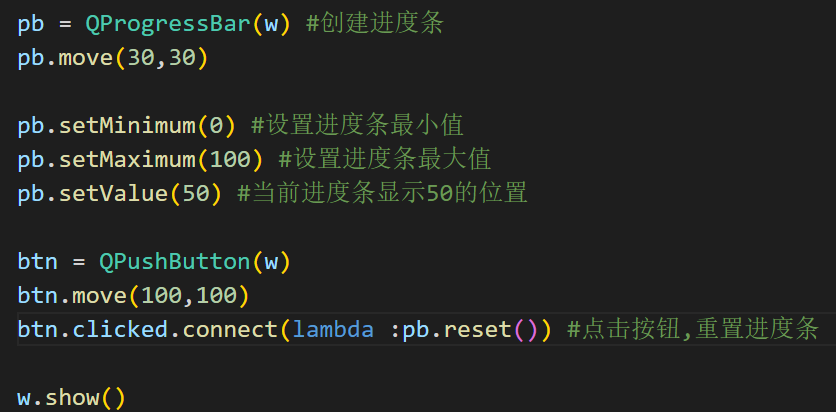 pb = QProgressBar(w) #创建进度条
pb.move(30,30)
pb.setMinimum(0) #设置进度条最小值
pb.setMaximum(100) #设置进度条最大值
pb.setValue(50) #当前进度条显示50的位置
btn = QPushButton(w)
btn.move(100,100)
btn.clicked.connect(lambda :pb.reset()) #点击按钮,重置进度条
w.show()